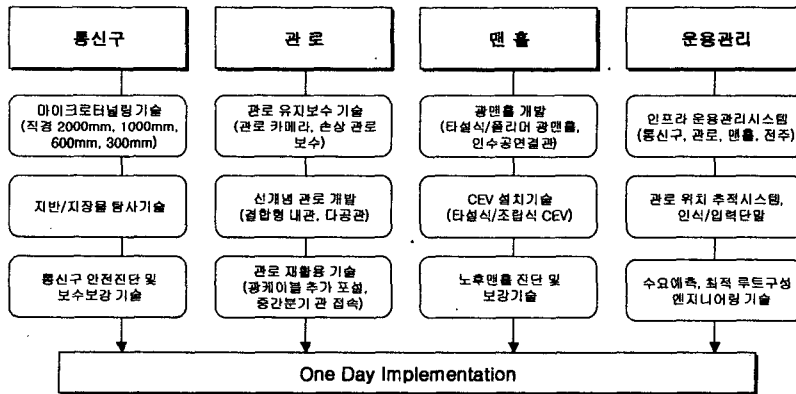 통신구
마이크로터널링 기술
(직경 2000mm, 1000mm,
600mm, 300mm)
지반/지장물 탐사기술
통신구 안전진단 및
보수보강 기술
관 로
관로 유지보수 기술
(관로 카메라, 손상 관로
보수)
신개념 관로 개발
(결합형 내관, 다공관)
관로 재활용 기술
(광케이블 추가 포설,
중간분기 관 접속)
맨 홀
광맨홀 개발
(타설식/폴리머 광맨홀,
인수공연결관)
CEV 설치기술
(타설식/조립식 CEV)
노후맨홀 진단 및
보강기술
운용관리
인프라 운용관리시스템
(통신구, 관로, 맨홀, 전주)
관로 위치 추적시스템,
인식/입력단말
수요예측, 최적 루트구성
엔지니어링 기술
One Day Implementation